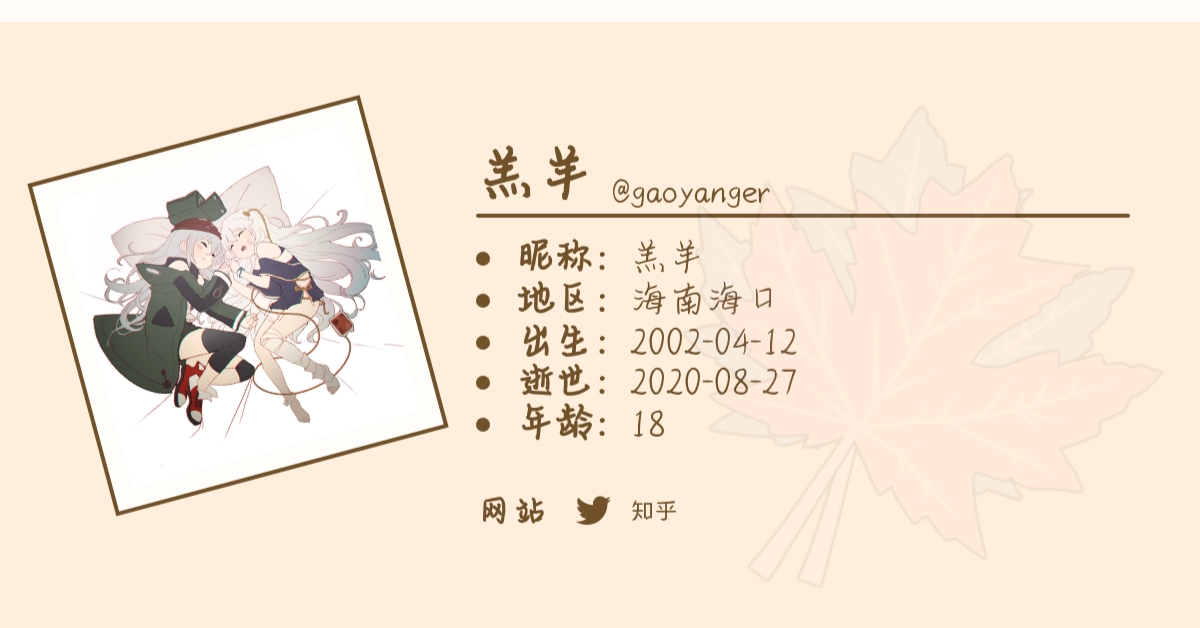 羔羊 @gaoyanger
昵称：羔羊
地区：海南海口
出生：2002-04-12
逝世：2020-08-27
年龄：18
网站 知乎